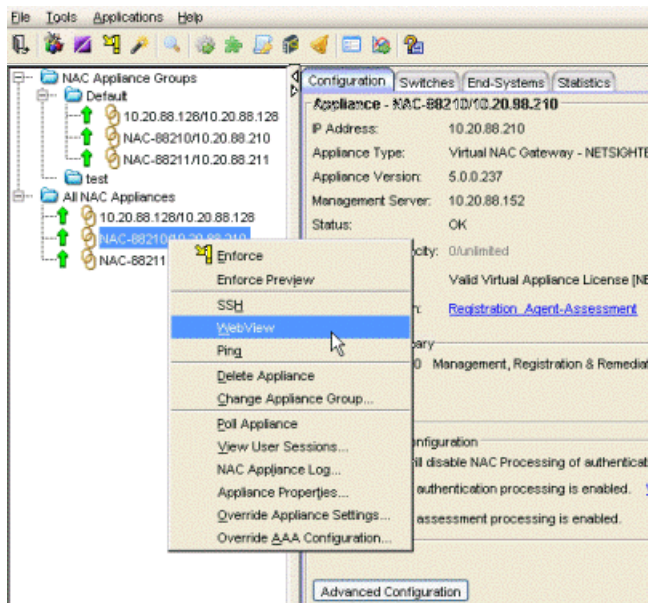 File Tools Applications Help
NAC Appliance Groups
Default
10.20.88.128/10.20.88.128
NAC-88210/10.20.88.210
NAC-88211/10.20.88.211
test
All NAC Appliances
10.20.88.128/10.20.88.128
NAC-88210/10.20.88.210
NAC-88211
Enforce
Enforce Preview
SSH
WebView
Ping
Delete Appliance
Change Appliance Group...
Poll Appliance
View User Sessions...
NAC Appliance Log...
Appliance Properties...
Override Appliance Settings...
Override AAA Configuration...
Configuration Switches End-Systems Statistics
Appliance - NAC-88210/10.20.88.210
IP Address: 10.20.88.210
Appliance Type: Virtual NAC Gateway - NETSIGHTE
Appliance Version: 5.0.0.237
Management Server: 10.20.88.152
Status: OK
city: 0/unlimited
Valid Virtual Appliance License [NE
n: Registration_Agent-Assessment
ary
0 Management, Registration & Remediat
onfiguration
ill disable NAC Processing of authenticat
authentication processing is enabled.
assessment processing is enabled.
Advanced Configuration